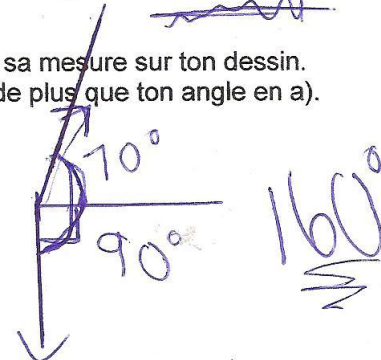 sa mesure sur ton dessin.
de plus que ton angle en a).
70°
90°
160°